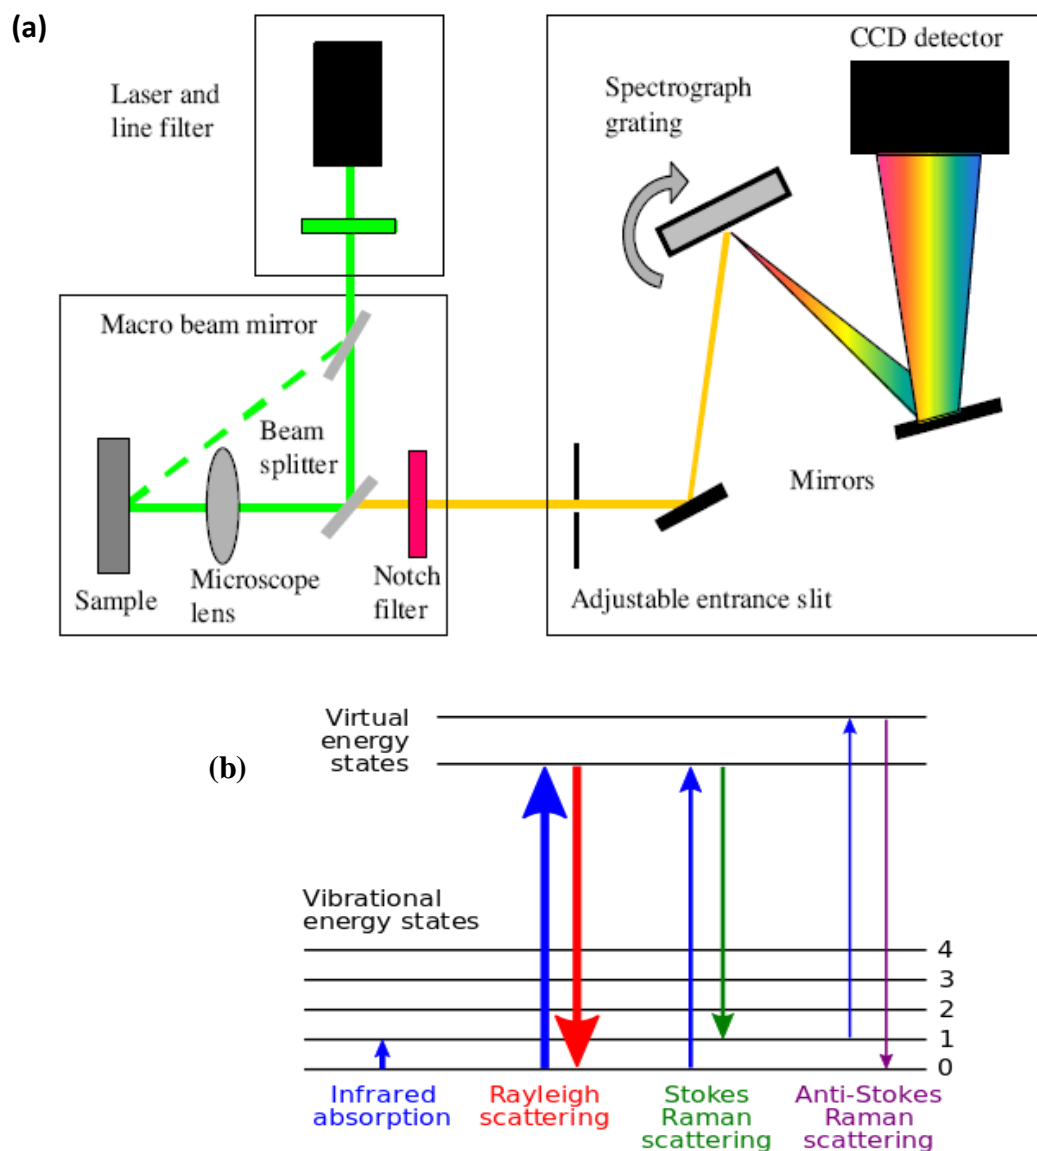 (a)
Laser and
line filter
Macro beam mirror
Beam
splitter
Sample
Microscope
lens
Notch
filter
CCD detector
Spectrograph
grating
Mirrors
Adjustable entrance slit
(b)
Virtual
energy
states
Vibrational
energy states
4
3
2
1
0
Infrared
absorption
Rayleigh
scattering
Stokes
Raman
scattering
Anti-Stokes
Raman
scattering